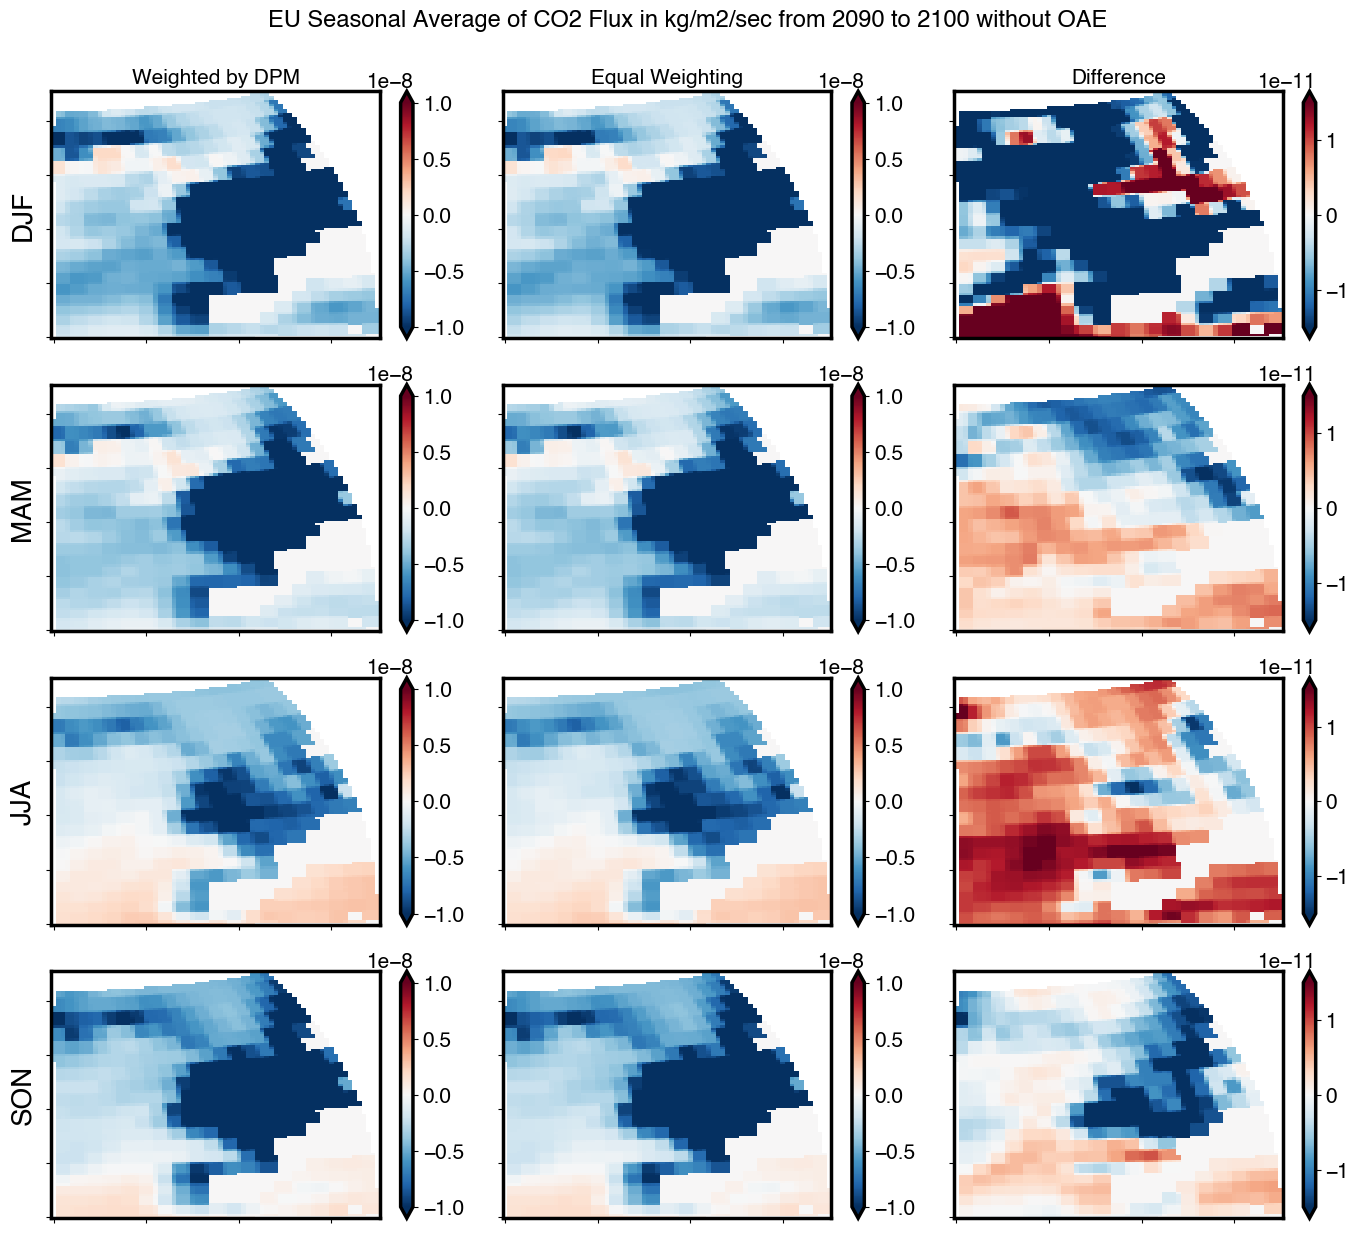 EU Seasonal Average of CO2 Flux in kg/m2/sec from 2090 to 2100 without OAE
Weighted by DPM
Equal Weighting
Difference
1e−8
1e−8
1e−11
DJF
1.0
0.5
0.0
−0.5
−1.0
1.0
0.5
0.0
−0.5
−1.0
1
0
−1
1e−8
1e−8
1e−11
MAM
1.0
0.5
0.0
−0.5
−1.0
1.0
0.5
0.0
−0.5
−1.0
1
0
−1
1e−8
1e−8
1e−11
JJA
1.0
0.5
0.0
−0.5
−1.0
1.0
0.5
0.0
−0.5
−1.0
1
0
−1
1e−8
1e−8
1e−11
SON
1.0
0.5
0.0
−0.5
−1.0
1.0
0.5
0.0
−0.5
−1.0
1
0
−1